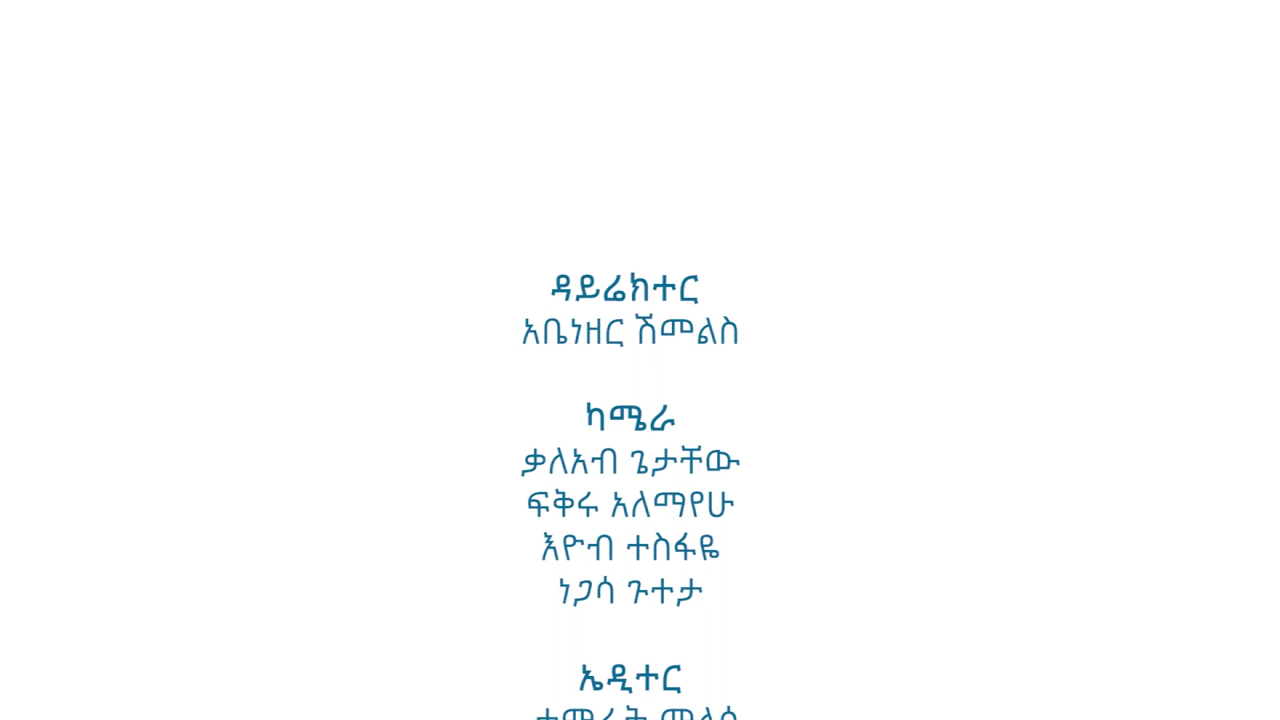 ዳይሬክተር
አቤነዘር ሽመልስ
ካሜራ
ቃለአብ ጌታቸው
ፍቅሩ አለማየሁ
እዮብ ተስፋዬ
ነጋሳ ጉተታ
ኤዲተር